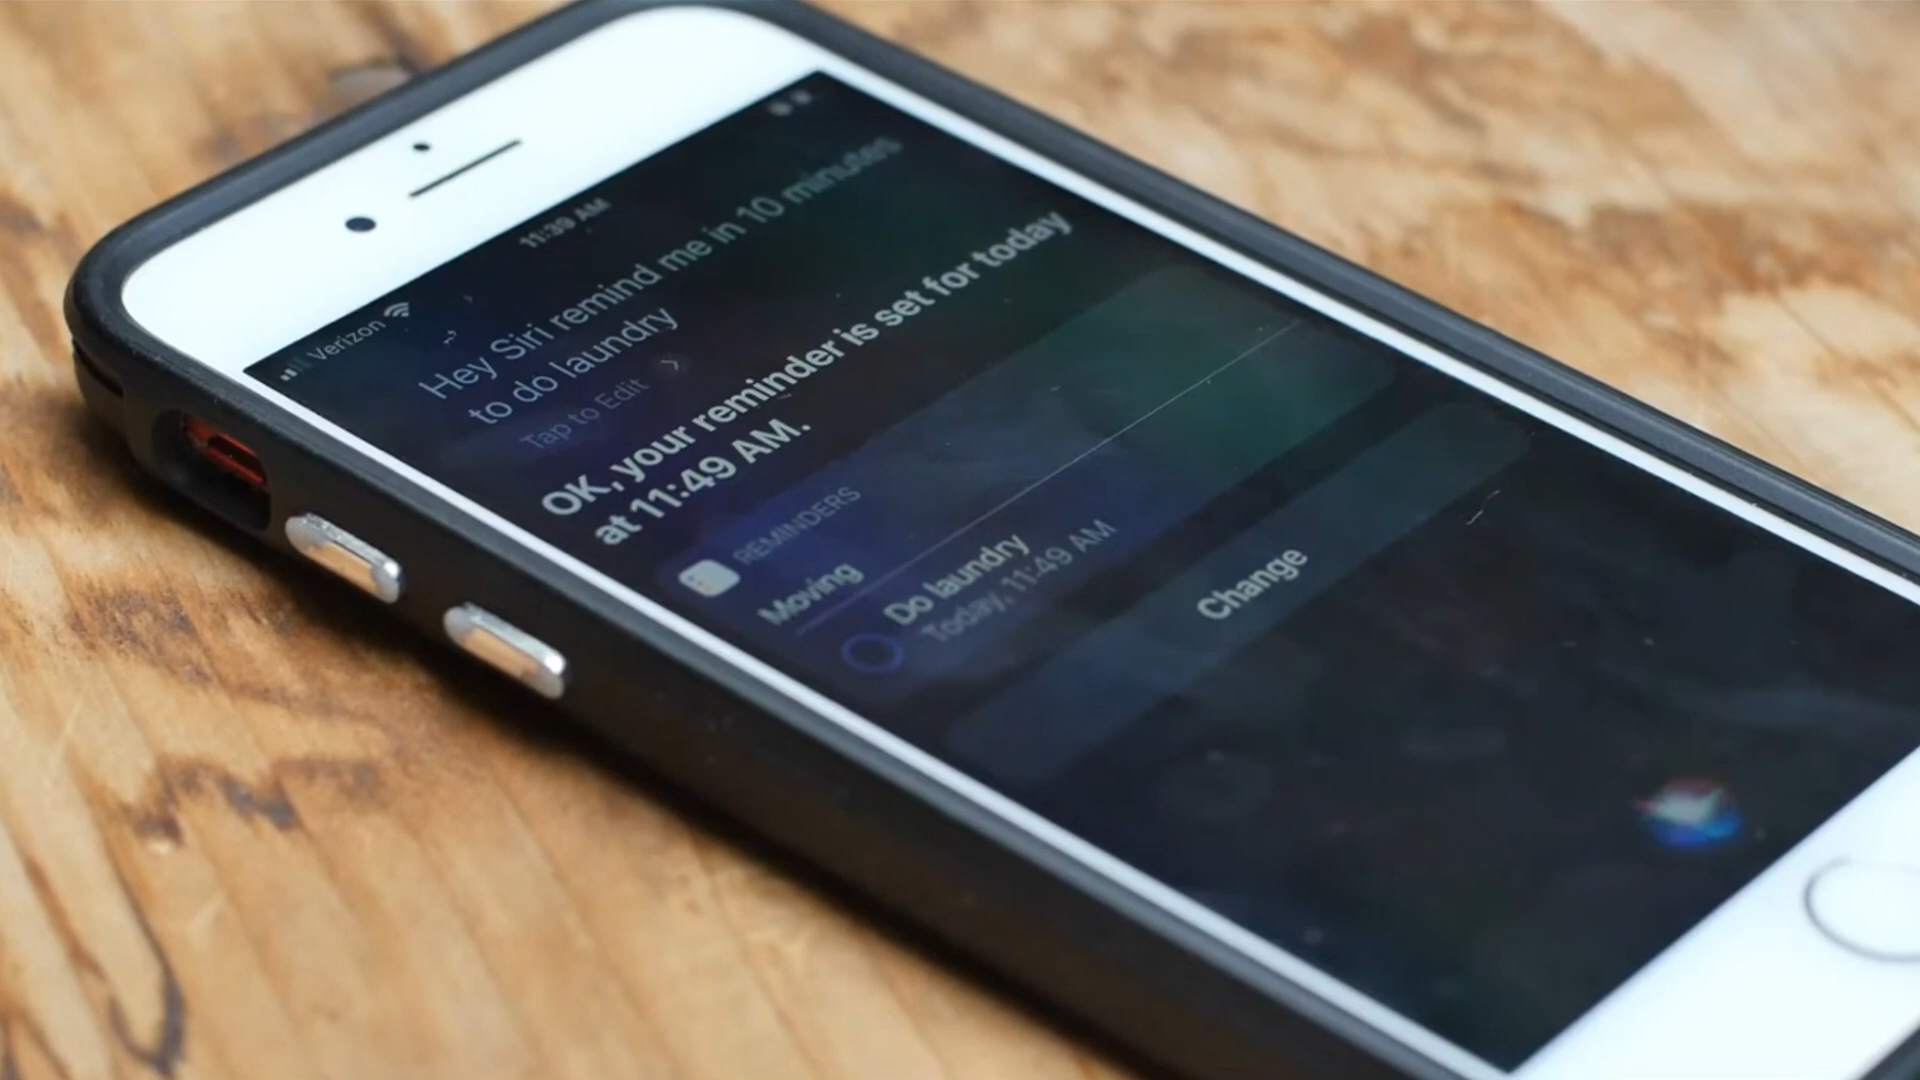 Verizon 11:39 AM
Hey Siri remind me in 10 minutes
to do laundry
Tap to Edit >
OK, your reminder is set for today
at 11:49 AM.
REMINDERS
Moving
Do laundry
Today, 11:49 AM
Change